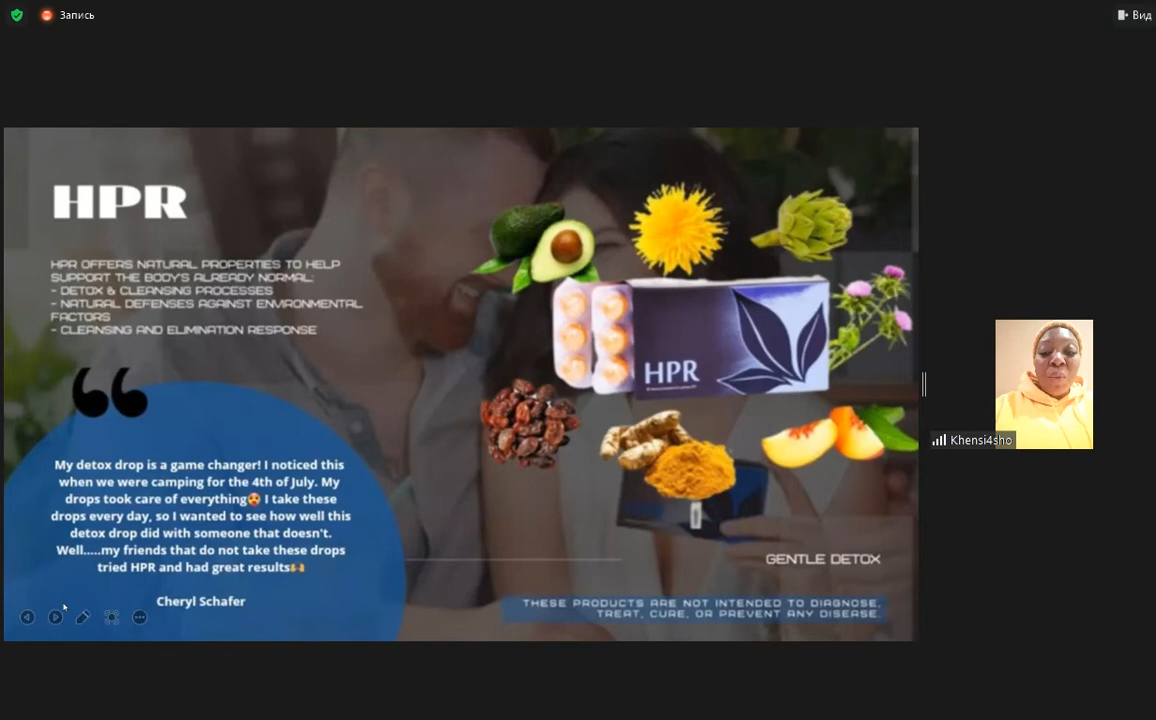 Запись
Вид
HPR
HPR OFFERS NATURAL PROPERTIES TO HELP
SUPPORT THE BODY'S ALREADY NORMAL:
- DETOX & CLEANSING PROCESSES
- NATURAL DEFENSES AGAINST ENVIRONMENTAL
FACTORS
- CLEANSING AND ELIMINATION RESPONSE
HPR
My detox drop is a game changer! I noticed this
when we were camping for the 4th of July. My
drops took care of everything🥰 I take these
drops every day, so I wanted to see how well this
detox drop did with someone that doesn't.
Well.....my friends that do not take these drops
tried HPR and had great results🙌
Cheryl Schafer
GENTLE DETOX
THESE PRODUCTS ARE NOT INTENDED TO DIAGNOSE,
TREAT, CURE, OR PREVENT ANY DISEASE.
Khensi4sho